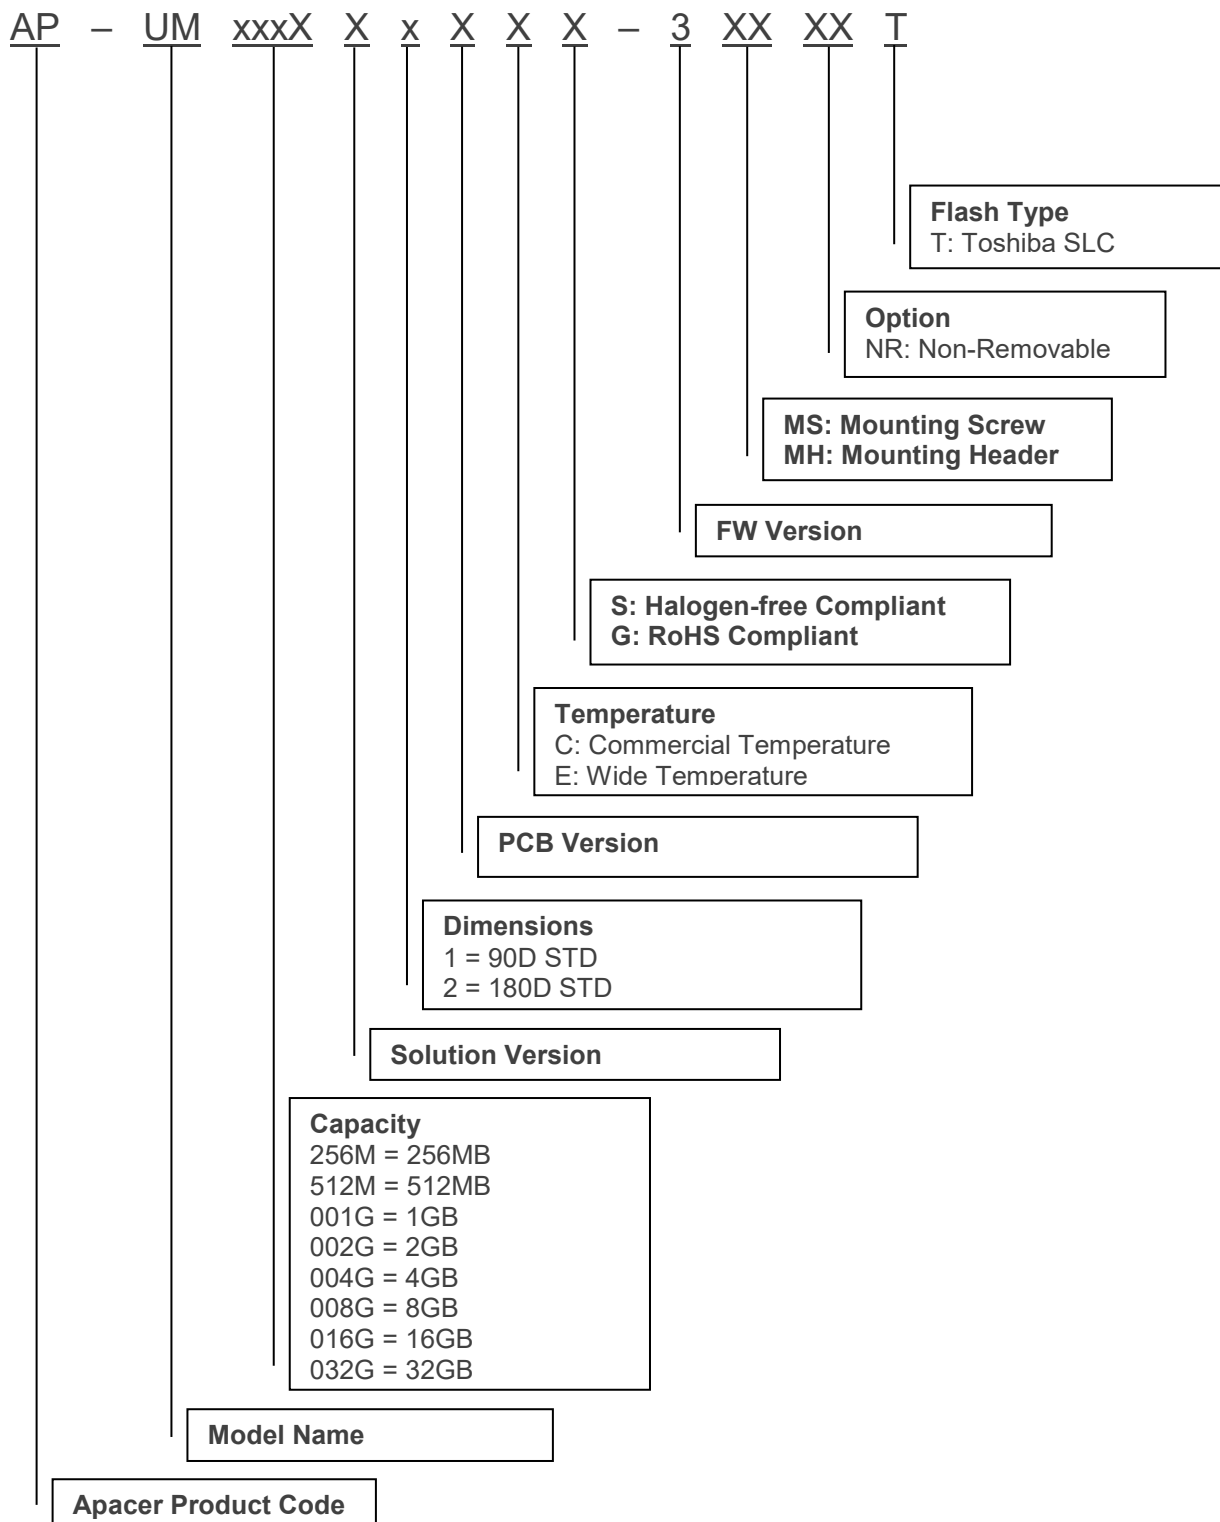 AP – UM xxxX X x X X X – 3 XX XX T
Flash Type
T: Toshiba SLC
Option
NR: Non-Removable
MS: Mounting Screw
MH: Mounting Header
FW Version
S: Halogen-free Compliant
G: RoHS Compliant
Temperature
C: Commercial Temperature
E: Wide Temperature
PCB Version
Dimensions
1 = 90D STD
2 = 180D STD
Solution Version
Capacity
256M = 256MB
512M = 512MB
001G = 1GB
002G = 2GB
004G = 4GB
008G = 8GB
016G = 16GB
032G = 32GB
Model Name
Apacer Product Code